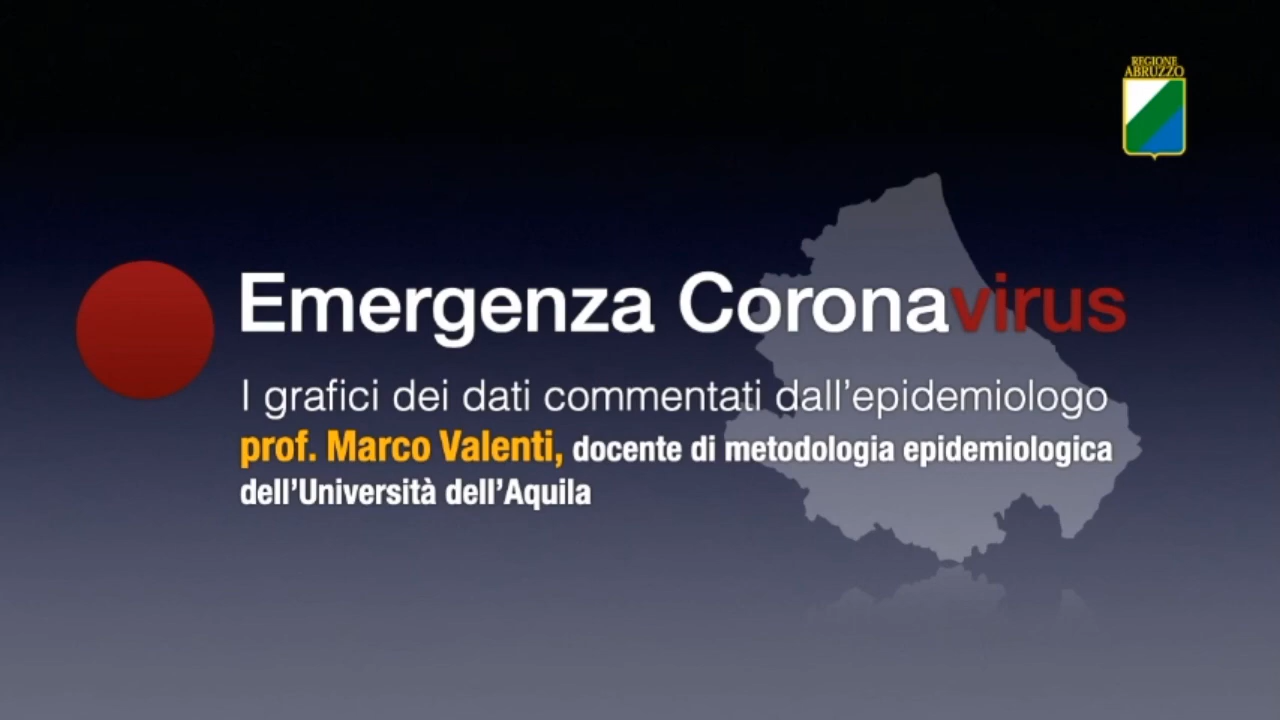 REGIONE
ABRUZZO
Emergenza Coronavirus
I grafici dei dati commentati dall’epidemiologo
prof. Marco Valenti, docente di metodologia epidemiologica
dell’Università dell’Aquila